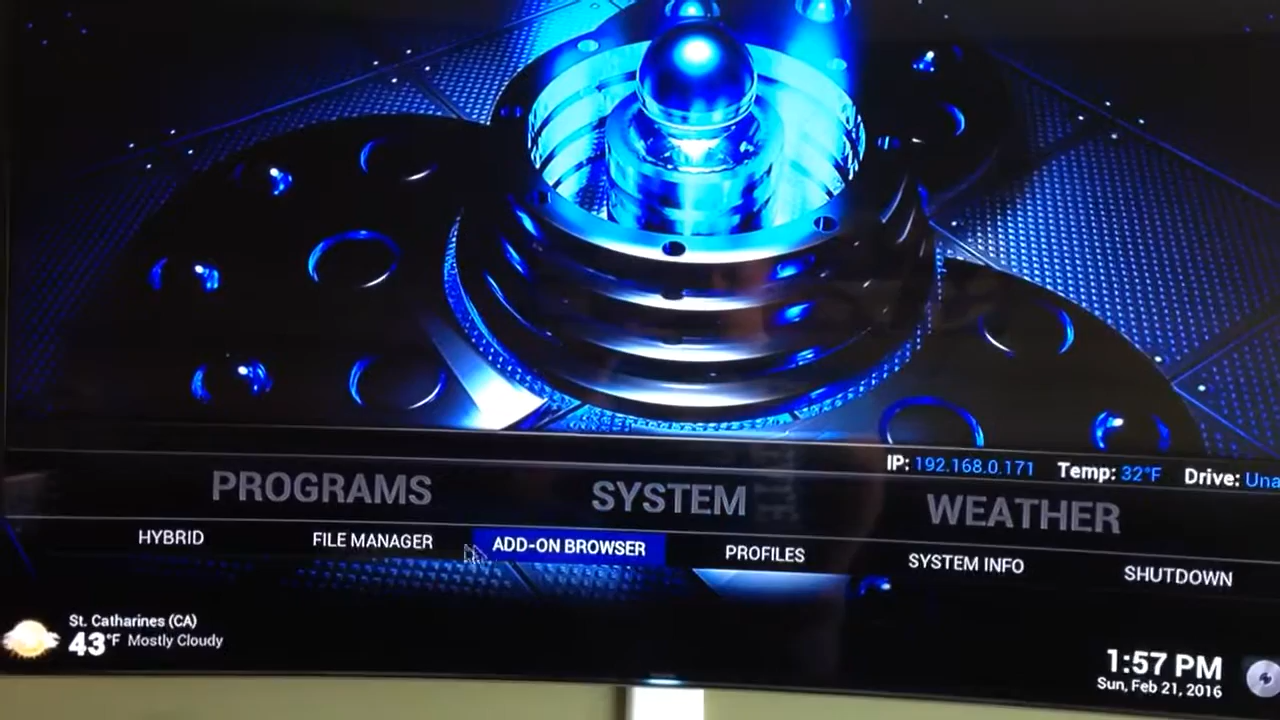 IP: 192.168.0.171 Temp: 32°F Drive: Una
PROGRAMS SYSTEM WEATHER
HYBRID FILE MANAGER ADD-ON BROWSER PROFILES SYSTEM INFO SHUTDOWN
St. Catharines (CA)
43°F Mostly Cloudy
1:57 PM
Sun, Feb 21, 2016